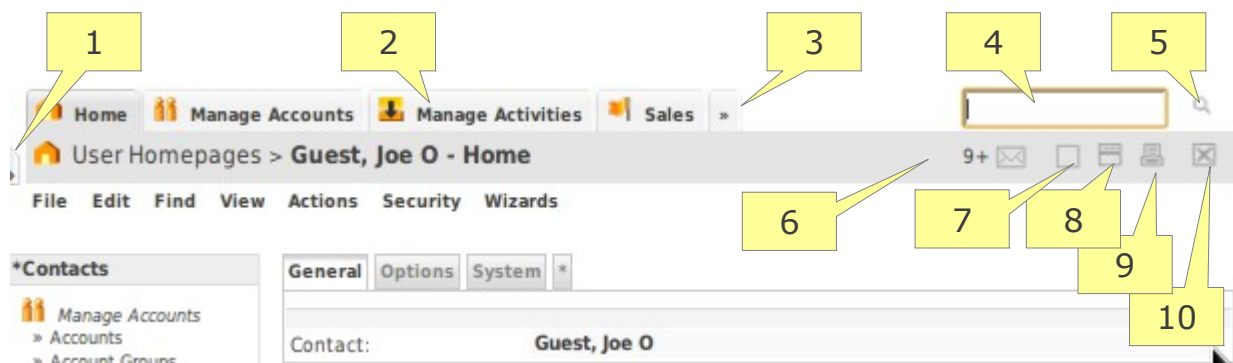 1 2 3 4 5
Home Manage Accounts Manage Activities Sales »
User Homepages > Guest, Joe O - Home 9+
File Edit Find View Actions Security Wizards
6 7 8
9
10
*Contacts General Options System *
Manage Accounts
» Accounts
Contact: Guest, Joe O
» Account Groups